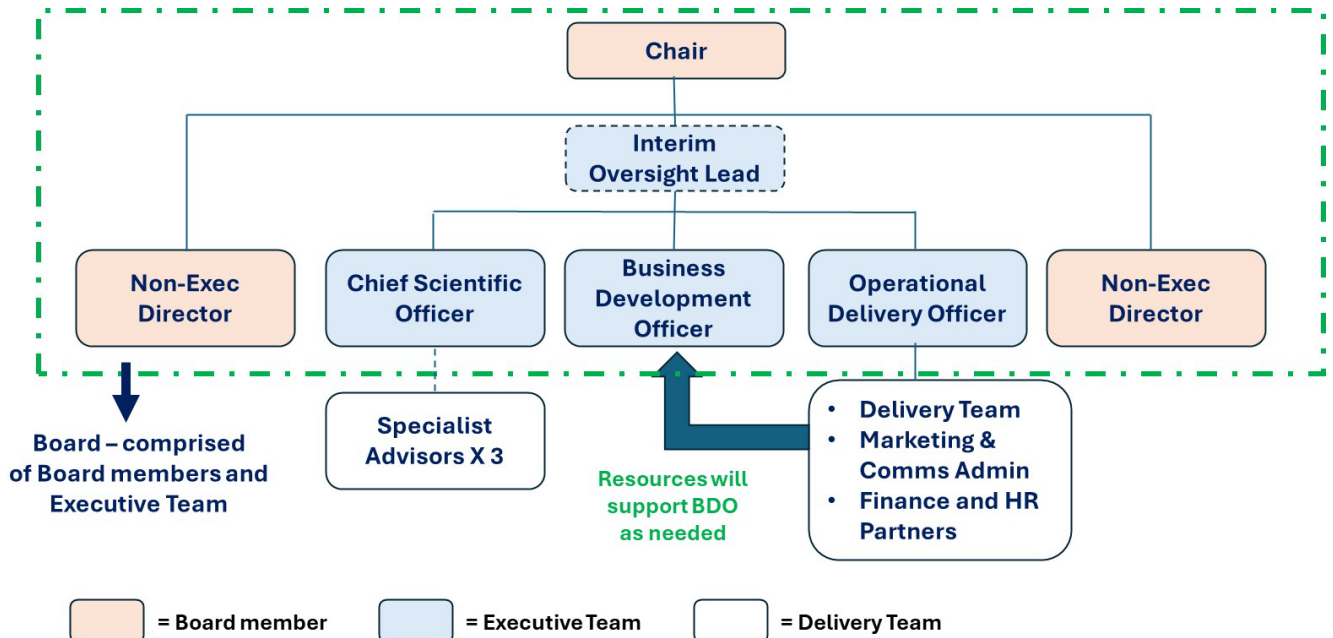 Chair
Interim
Oversight Lead
Non-Exec
Director
Chief Scientific
Officer
Business
Development
Officer
Operational
Delivery Officer
Non-Exec
Director
Board – comprised
of Board members and
Executive Team
Specialist
Advisors X 3
Resources will
support BDO
as needed
• Delivery Team
• Marketing &
Comms Admin
• Finance and HR
Partners
= Board member
= Executive Team
= Delivery Team